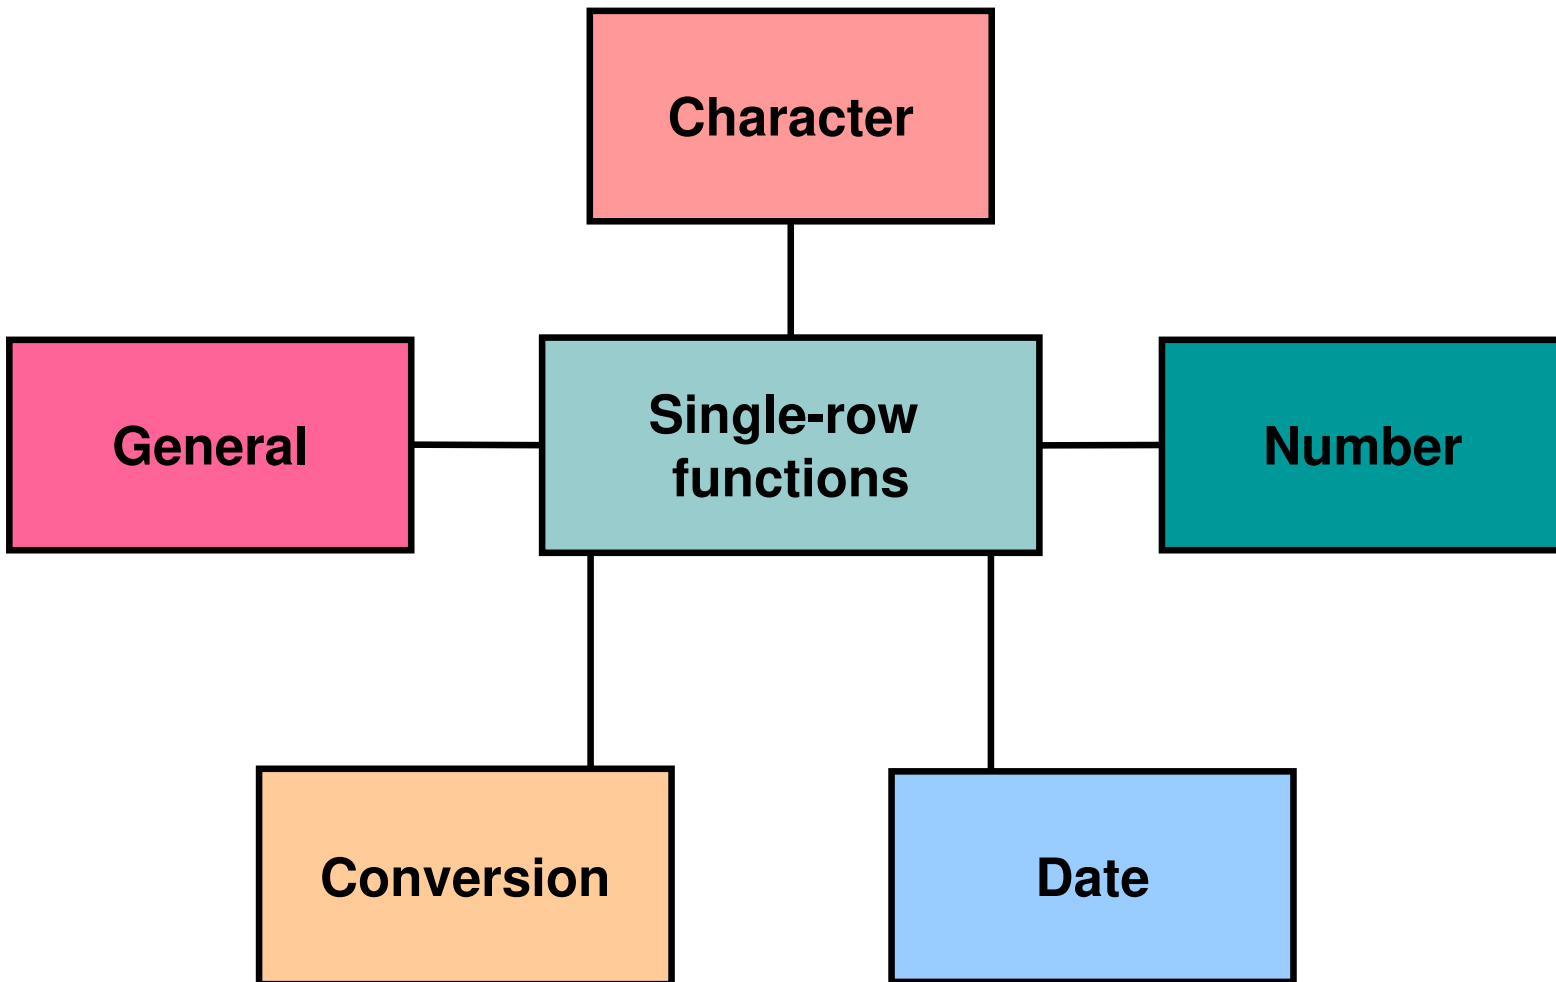 Character
General
Single-row
functions
Number
Conversion
Date